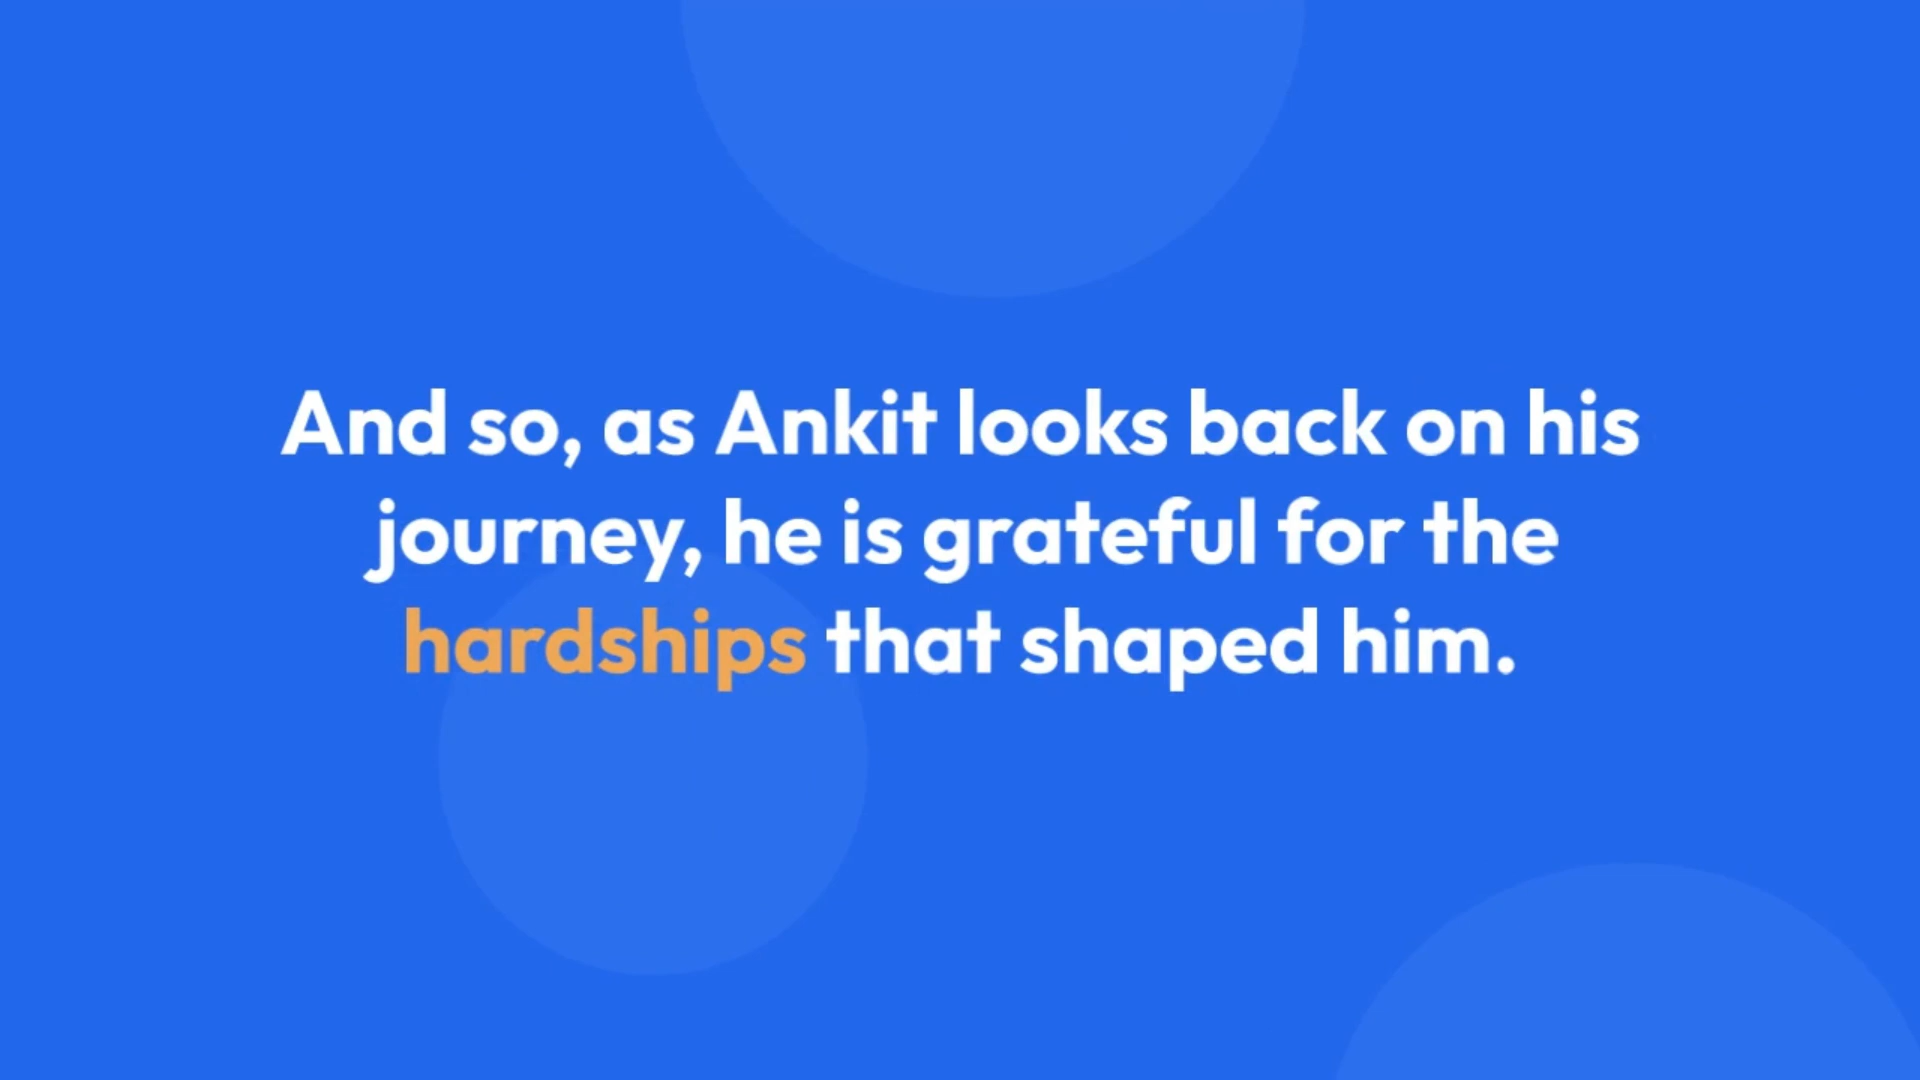 And so, as Ankit looks back on his
journey, he is grateful for the
hardships that shaped him.